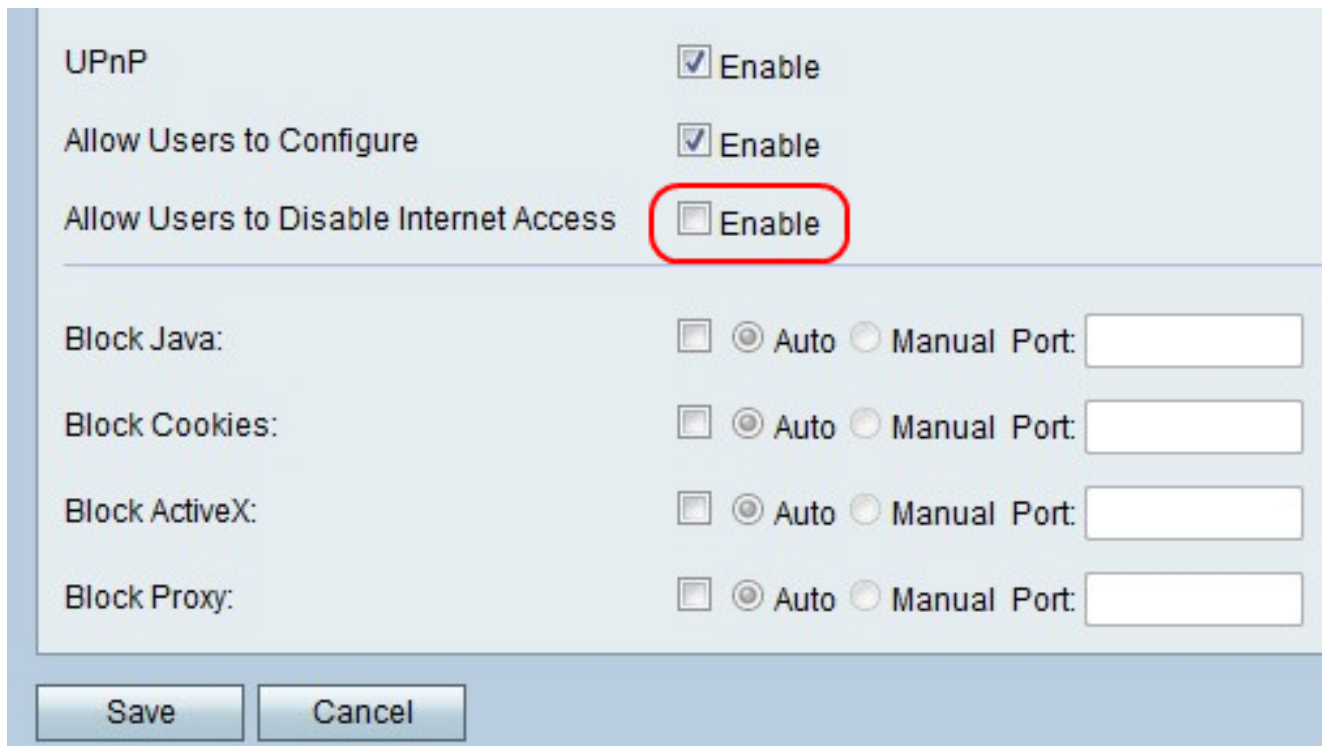 UPnP Enable
Allow Users to Configure Enable
Allow Users to Disable Internet Access Enable
Block Java: Auto Manual Port:
Block Cookies: Auto Manual Port:
Block ActiveX: Auto Manual Port:
Block Proxy: Auto Manual Port:
Save Cancel